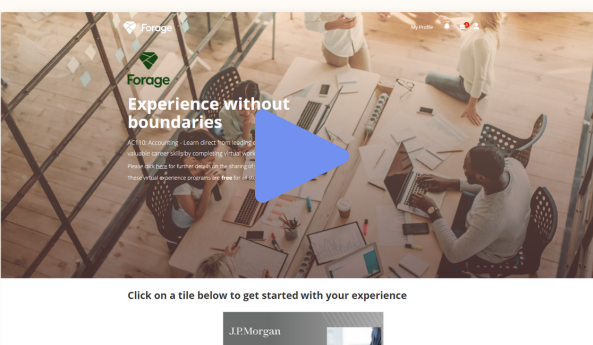 Forage
My Profile
Forage
Experience without
boundaries
AC110: Accounting - Learn direct from leading
valuable career skills by completing virtual work
Please click here for further details on the sharing of
These virtual experience programs are free for all
Click on a tile below to get started with your experience
J.P.Morgan